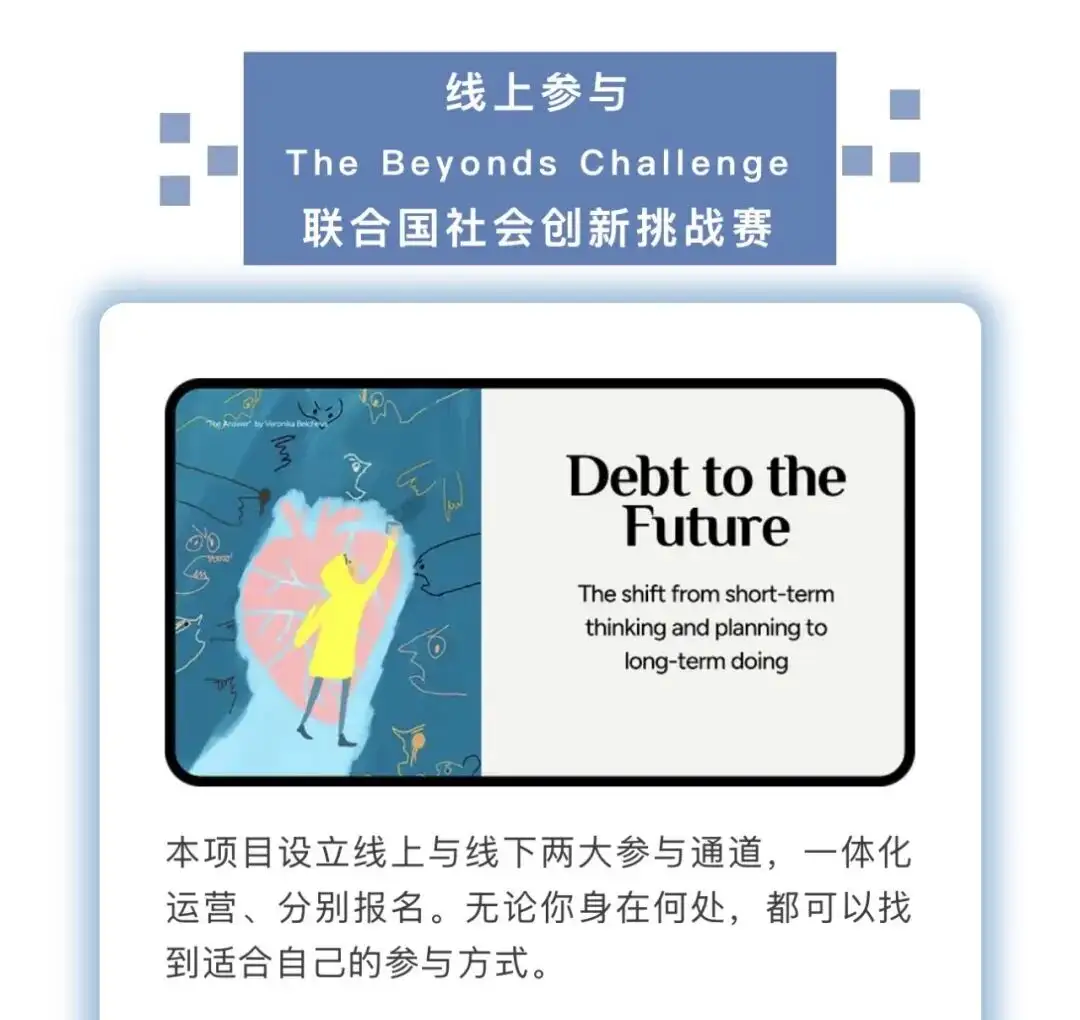 线上参与
The Beyonds Challenge
联合国社会创新挑战赛
"The Answer" by Veronika
Debt to the
Future
The shift from short-term
thinking and planning to
long-term doing
本项目设立线上与线下两大参与通道，一体化
运营、分别报名。无论你身在何处，都可以找
到适合自己的参与方式。